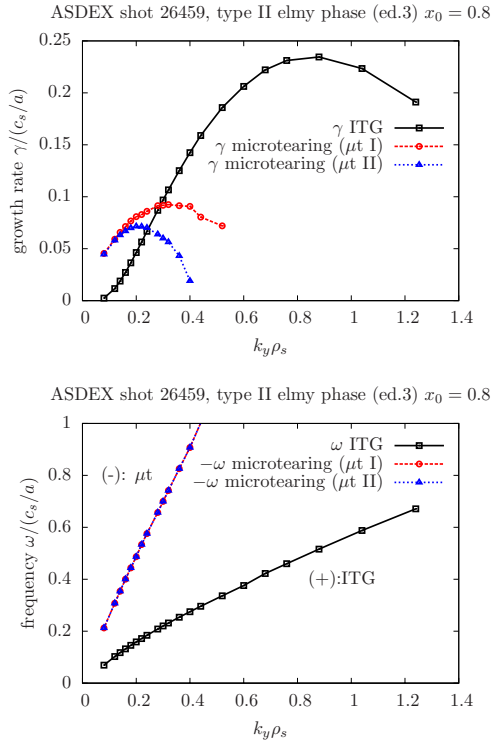 ASDEX shot 26459, type II elmy phase (ed.3) x₀ = 0.8
growth rate γ/(cₛ/a)
0.25
0.2
0.15
0.1
0.05
0
γ ITG
γ microtearing (μt I)
γ microtearing (μt II)
0 0.2 0.4 0.6 0.8 1 1.2 1.4
k_yρₛ
ASDEX shot 26459, type II elmy phase (ed.3) x₀ = 0.8
frequency ω/(cₛ/a)
1
0.8
0.6
0.4
0.2
0
ω ITG
−ω microtearing (μt I)
−ω microtearing (μt II)
(-): μt
(+):ITG
0 0.2 0.4 0.6 0.8 1 1.2 1.4
k_yρₛ